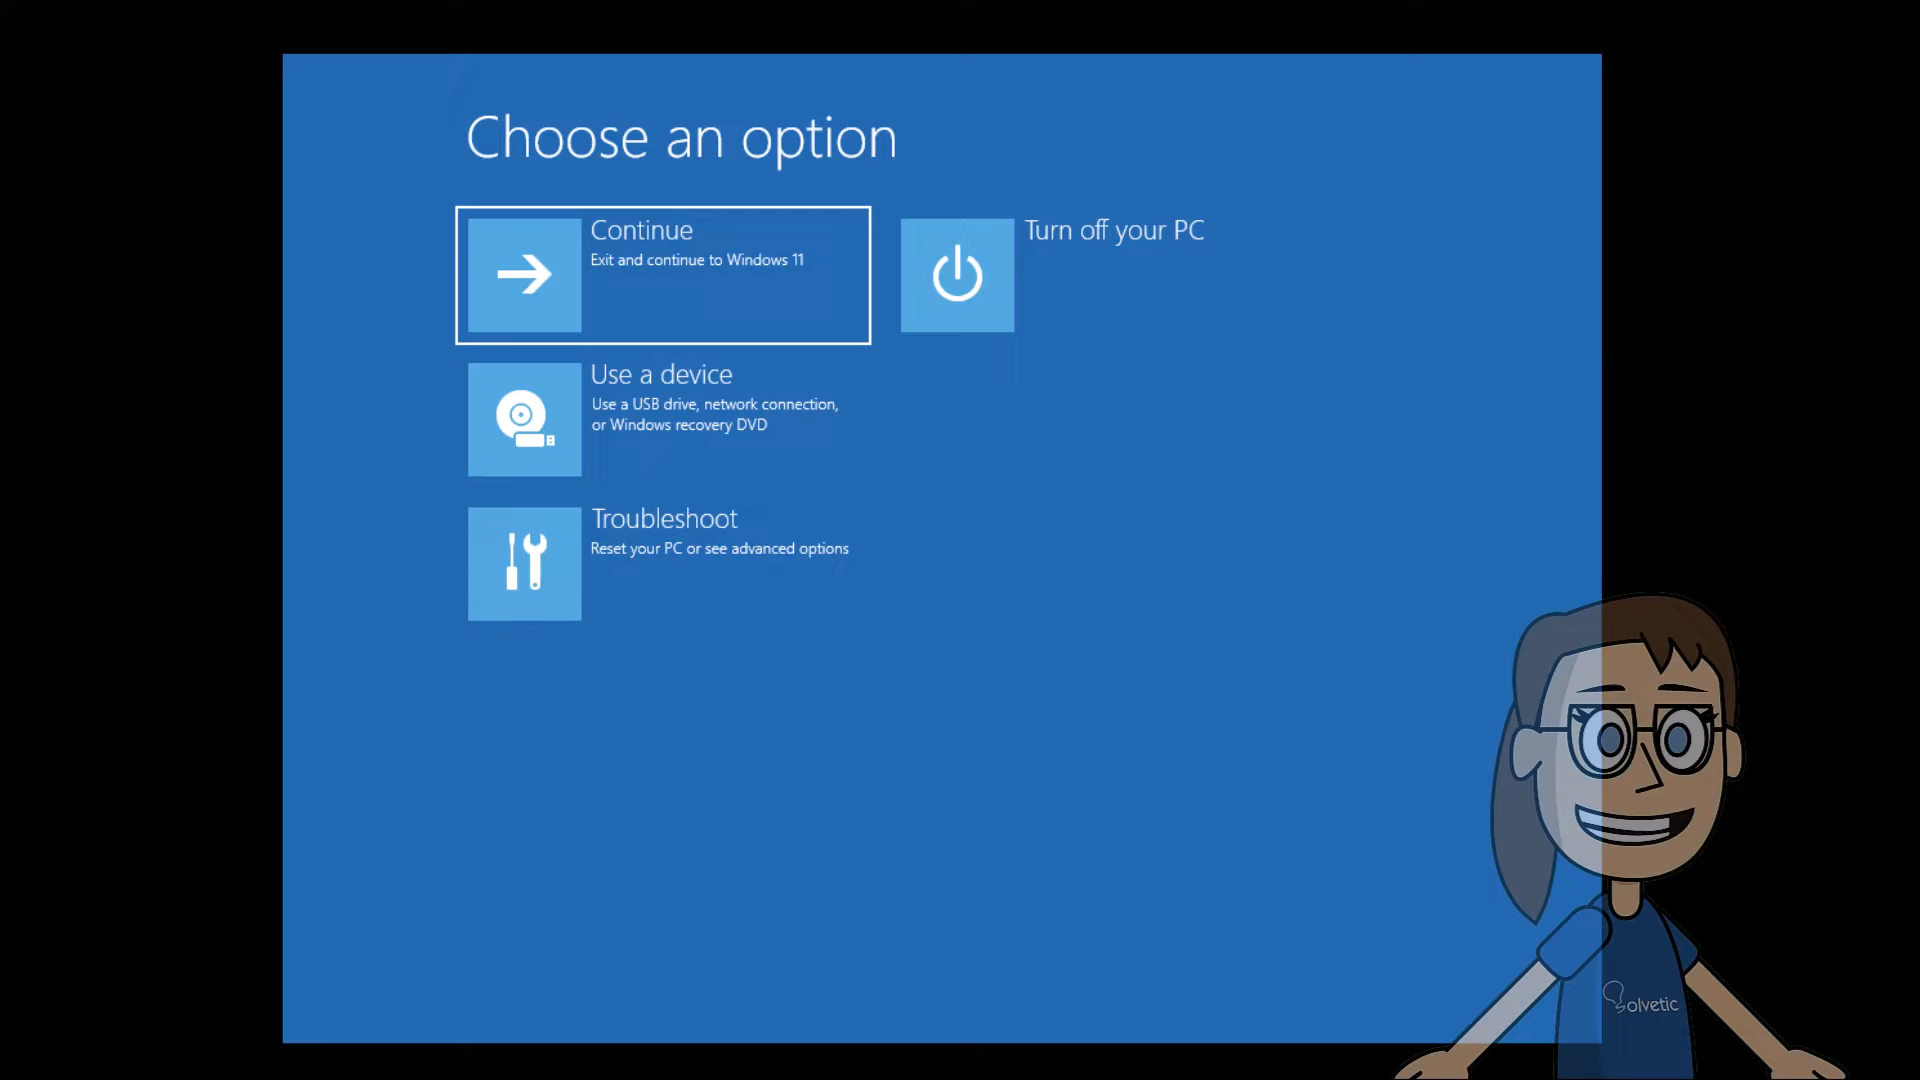 Choose an option
Continue
Exit and continue to Windows 11
Turn off your PC
Use a device
Use a USB drive, network connection,
or Windows recovery DVD
Troubleshoot
Reset your PC or see advanced options
Solvetic